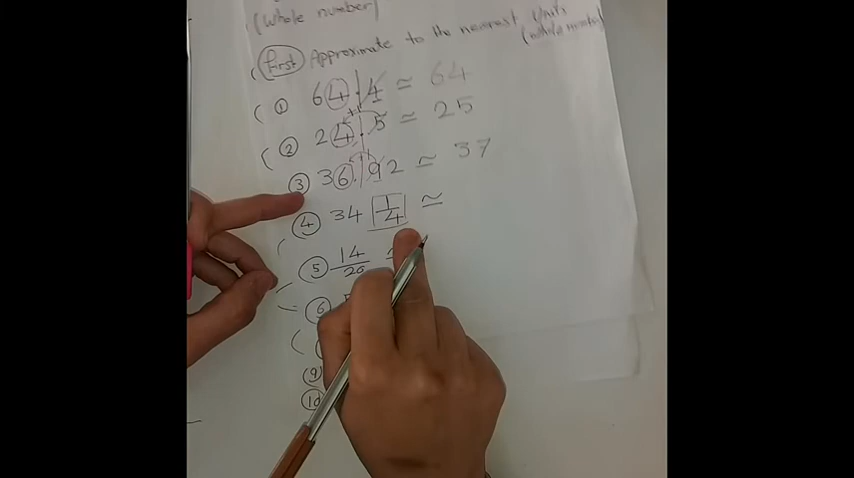 (Whole number)
(First) Approximate to the nearest Units
(whole number)
① 64.4 ≃ 64
② 24.5 ≃ 25
③ 36.92 ≃ 37
④ 34 1/4 ≃
⑤ 14/20
⑥
⑨
⑩